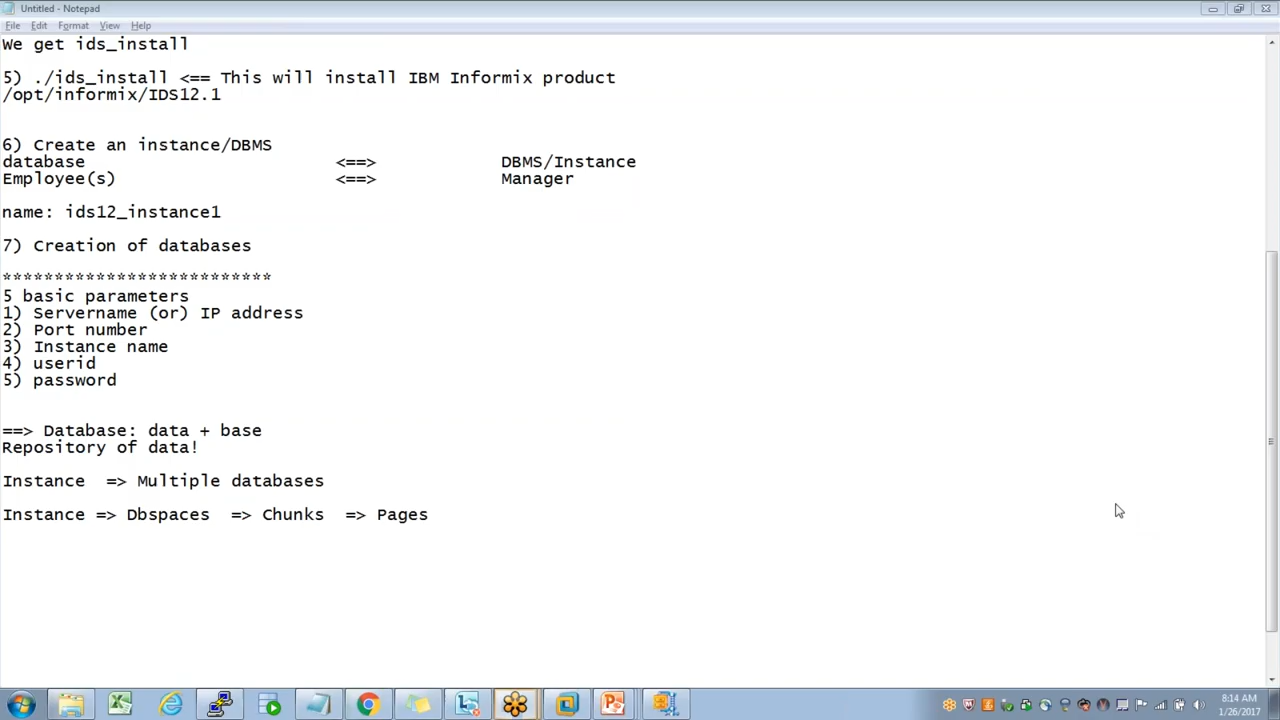 Untitled - Notepad
File Edit Format View Help
We get ids_install
5) ./ids_install <== This will install IBM Informix product
/opt/informix/IDS12.1
6) Create an instance/DBMS
database <==> DBMS/Instance
Employee(s) <==> Manager
name: ids12_instance1
7) Creation of databases
**************************
5 basic parameters
1) Servername (or) IP address
2) Port number
3) Instance name
4) userid
5) password
==> Database: data + base
Repository of data!
Instance => Multiple databases
Instance => Dbspaces => Chunks => Pages
8:14 AM
1/26/2017